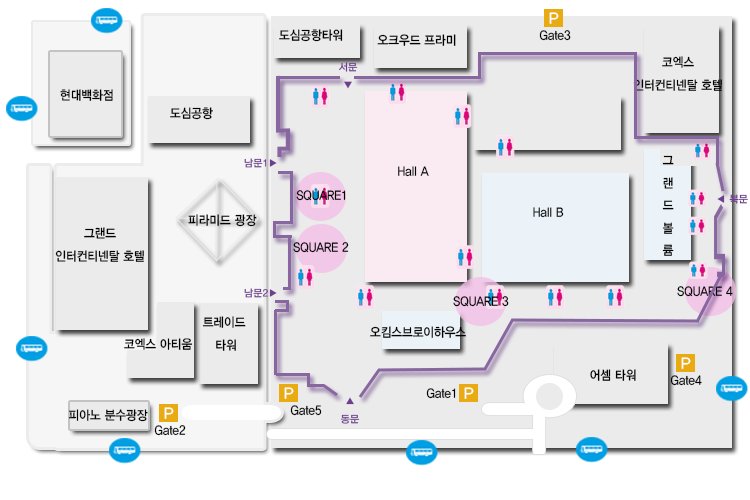 P
Gate3
도심공항타워
오크우드 프라미
코엑스
인터컨티넨탈 호텔
현대백화점
서문
도심공항
남문1
Hall A
그
랜
드
볼
륨
SQUARE1
북문
피라미드 광장
Hall B
그랜드
인터컨티넨탈 호텔
SQUARE 2
남문2
SQUARE 3
SQUARE 4
트레이드
타워
코엑스 아티움
오킴스브로이하우스
어셈 타워
P
Gate4
P
Gate5
Gate1 P
피아노 분수광장
P
Gate2
동문